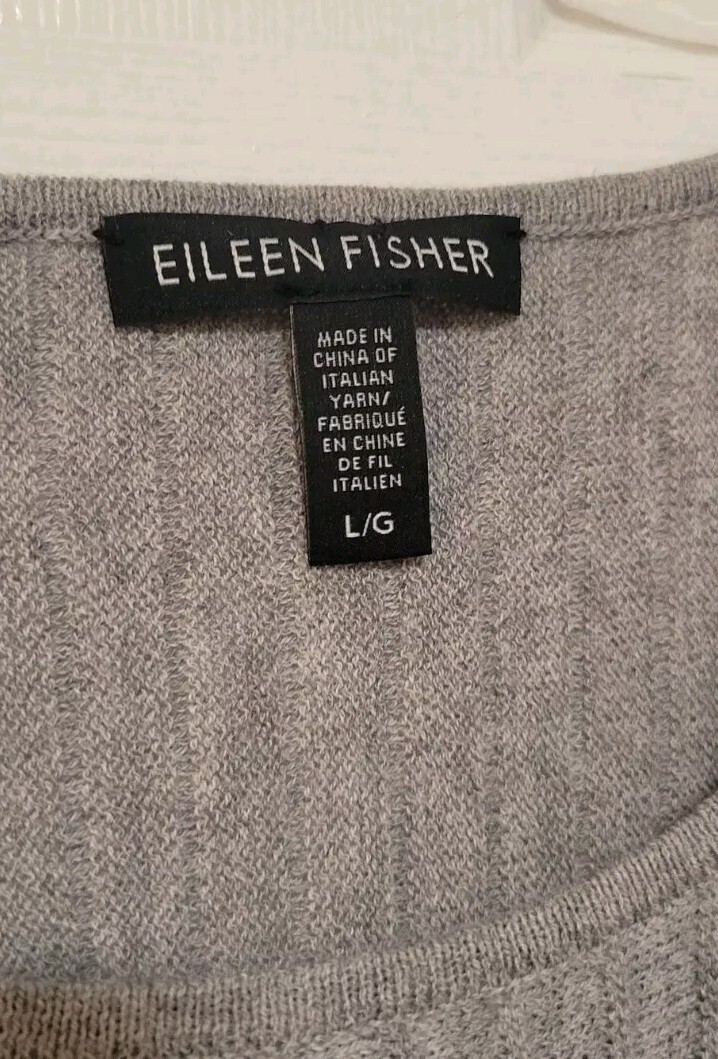 EILEEN FISHER
MADE IN
CHINA OF
ITALIAN
YARN/
FABRIQUÉ
EN CHINE
DE FIL
ITALIEN
L/G